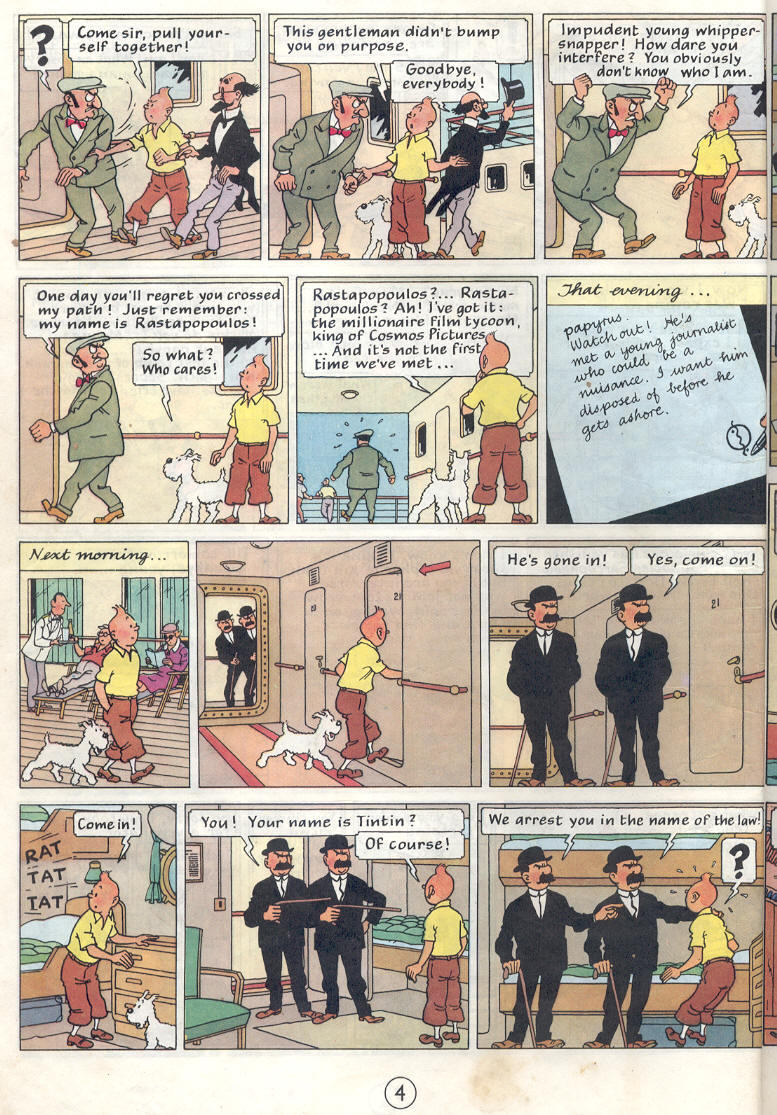 ?
Come sir, pull your-
self together!
This gentleman didn't bump
you on purpose.
Goodbye,
everybody!
Impudent young whipper-
snapper! How dare you
interfere? You obviously
don't know who I am.
One day you'll regret you crossed
my path! Just remember:
my name is Rastapopoulos!
So what?
Who cares!
Rastapopoulos?... Rasta-
popoulos? Ah! I've got it:
the millionaire film tycoon,
king of Cosmos Pictures
... And it's not the first
time we've met...
That evening ...
papyrus.
Watch out! He's
met a young journalist
who could be a
nuisance. I want him
disposed of before he
gets ashore.
Next morning...
21
He's gone in!
Yes, come on!
21
RAT
TAT
TAT
Come in!
You! Your name is Tintin?
Of course!
We arrest you in the name of the law!
?
4